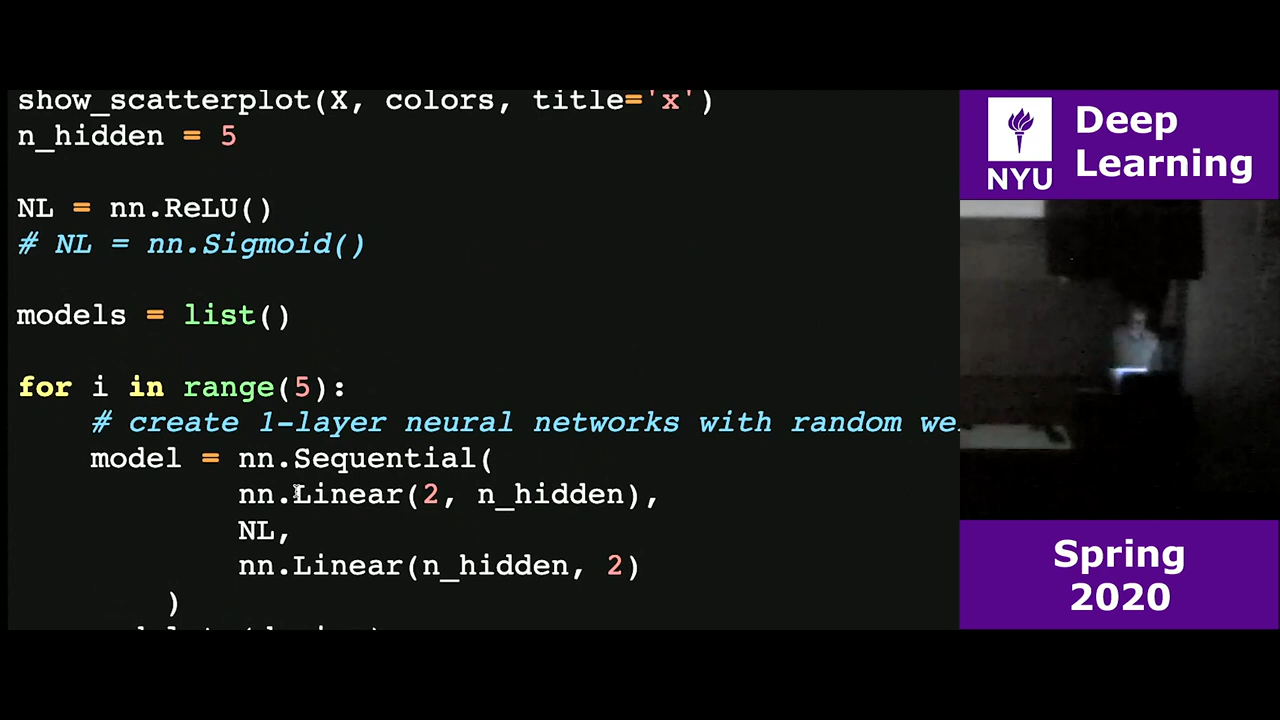 show_scatterplot(X, colors, title='x')
n_hidden = 5
NL = nn.ReLU()
# NL = nn.Sigmoid()
models = list()
for i in range(5):
# create 1-layer neural networks with random we
model = nn.Sequential(
nn.Linear(2, n_hidden),
NL,
nn.Linear(n_hidden, 2)
)
NYU
Deep
Learning
Spring
2020